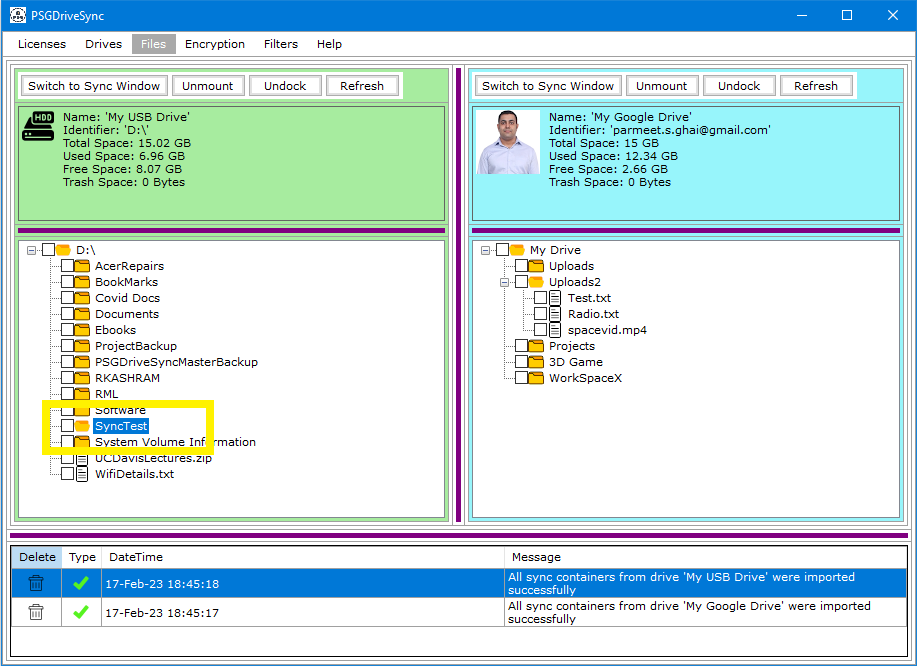 PSGDriveSync
Licenses Drives Files Encryption Filters Help
Switch to Sync Window Unmount Undock Refresh
HDD
Name: 'My USB Drive'
Identifier: 'D:\'
Total Space: 15.02 GB
Used Space: 6.96 GB
Free Space: 8.07 GB
Trash Space: 0 Bytes
D:\
AcerRepairs
BookMarks
Covid Docs
Documents
Ebooks
ProjectBackup
PSGDriveSyncMasterBackup
RKASHRAM
RML
Software
SyncTest
System Volume Information
UCDavisLectures.zip
WifiDetails.txt
Switch to Sync Window Unmount Undock Refresh
Name: 'My Google Drive'
Identifier: 'parmeet.s.ghai@gmail.com'
Total Space: 15 GB
Used Space: 12.34 GB
Free Space: 2.66 GB
Trash Space: 0 Bytes
My Drive
Uploads
Uploads2
Test.txt
Radio.txt
spacevid.mp4
Projects
3D Game
WorkSpaceX
Delete Type DateTime Message
17-Feb-23 18:45:18 All sync containers from drive 'My USB Drive' were imported
successfully
17-Feb-23 18:45:17 All sync containers from drive 'My Google Drive' were imported
successfully